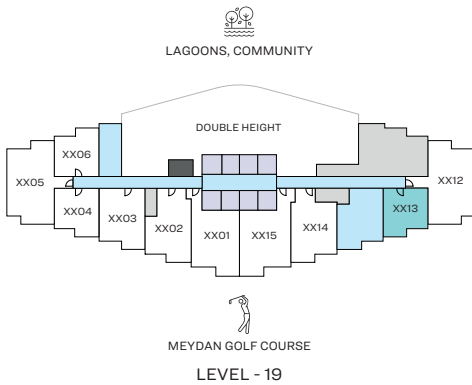 LAGOONS, COMMUNITY
DOUBLE HEIGHT
XX06
XX05
XX04
XX03
XX02
XX01
XX15
XX14
XX13
XX12
MEYDAN GOLF COURSE
LEVEL - 19